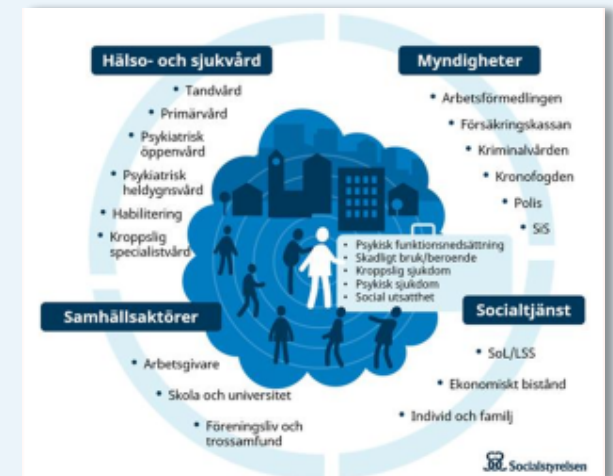 Hälso- och sjukvård
• Tandvård
• Primärvård
• Psykiatrisk
öppenvård
• Psykiatrisk
heldygnsvård
• Habilitering
• Kroppslig
specialistvård
Myndigheter
• Arbetsförmedlingen
• Försäkringskassan
• Kriminalvården
• Kronofogden
• Polis
• SiS
• Psykisk funktionsnedsättning
• Skadligt bruk/beroende
• Kroppslig sjukdom
• Psykisk sjukdom
• Social utsatthet
Samhällsaktörer
• Arbetsgivare
• Skola och universitet
• Föreningsliv och
trossamfund
Socialtjänst
• SoL/LSS
• Ekonomiskt bistånd
• Individ och familj
Socialstyrelsen